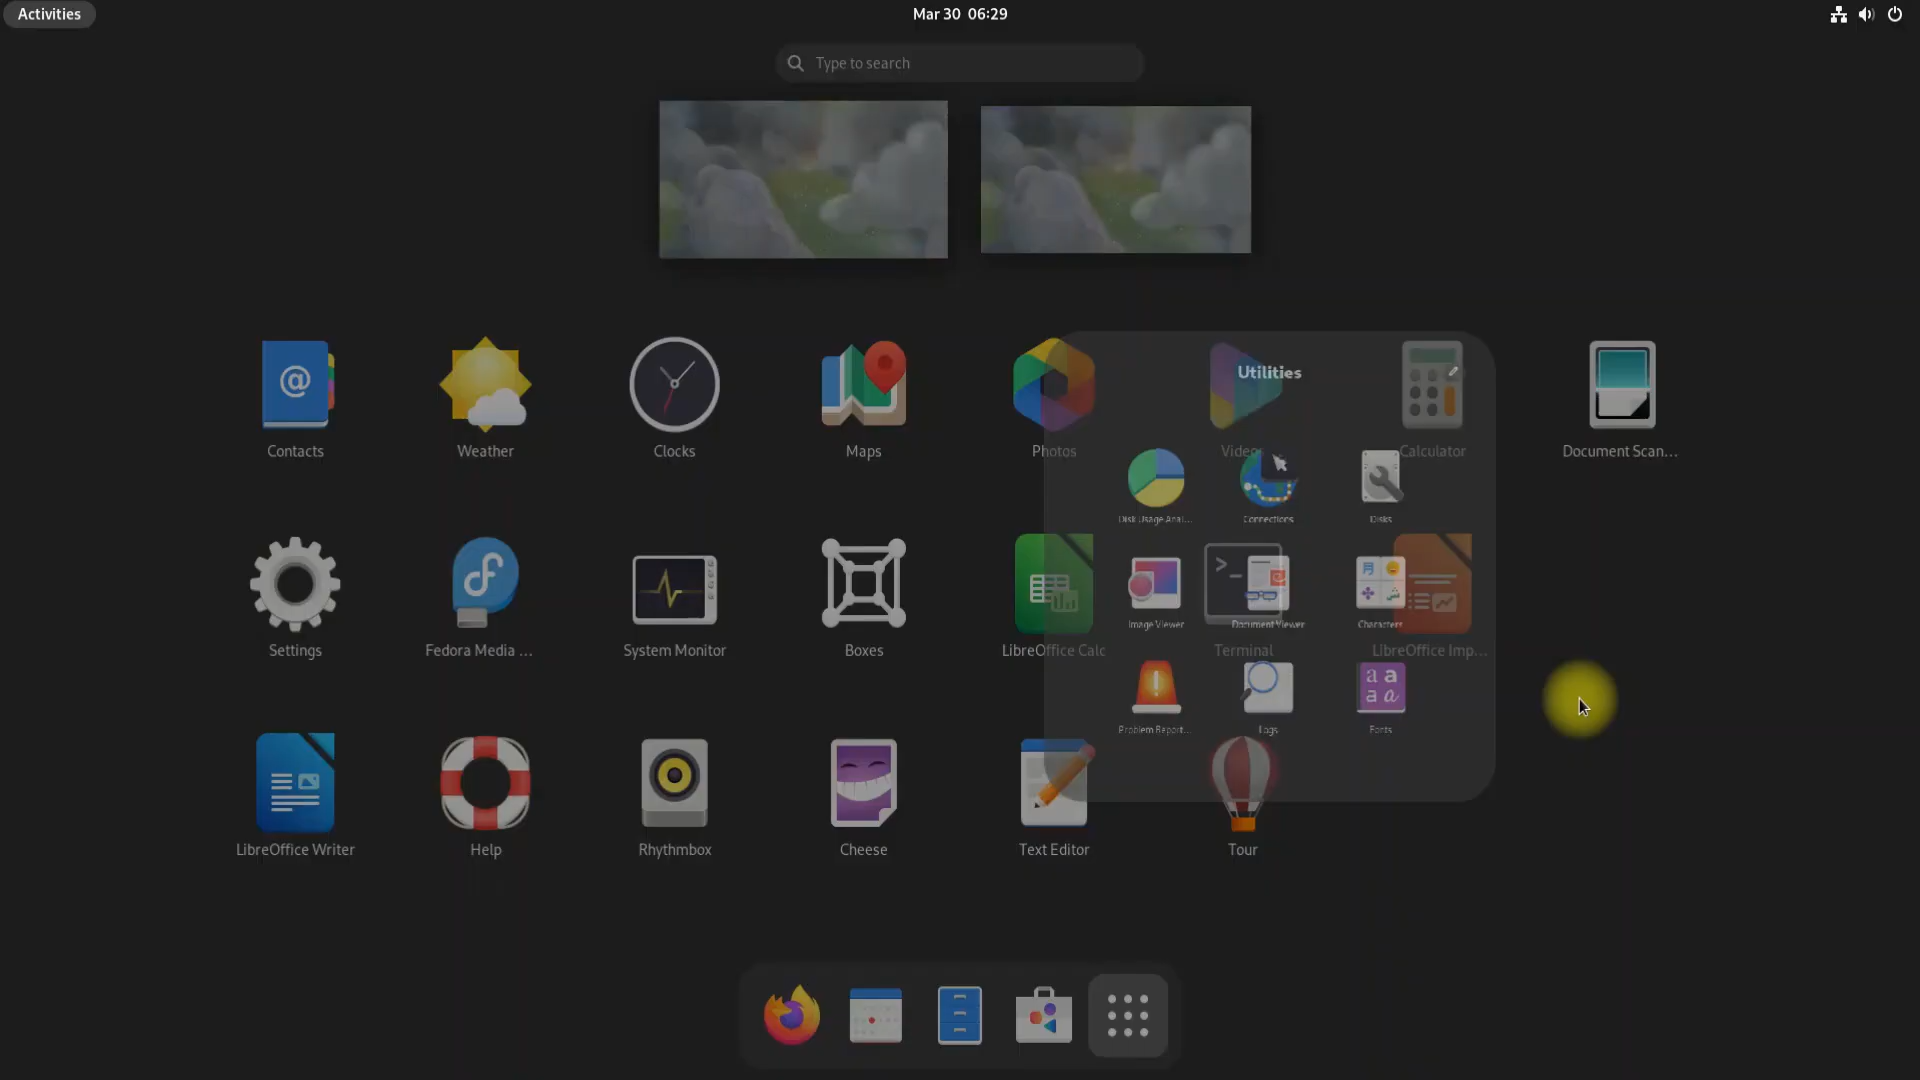 Activities
Mar 30 06:29
Type to search
Utilities
Contacts
Weather
Clocks
Maps
Photos
Videos
Calculator
Document Scan...
Disk Usage Anal...
Connections
Disks
Image Viewer
Document Viewer
Characters
Settings
Fedora Media ...
System Monitor
Boxes
LibreOffice Calc
Terminal
LibreOffice Imp...
Problem Report...
Logs
Fonts
LibreOffice Writer
Help
Rhythmbox
Cheese
Text Editor
Tour